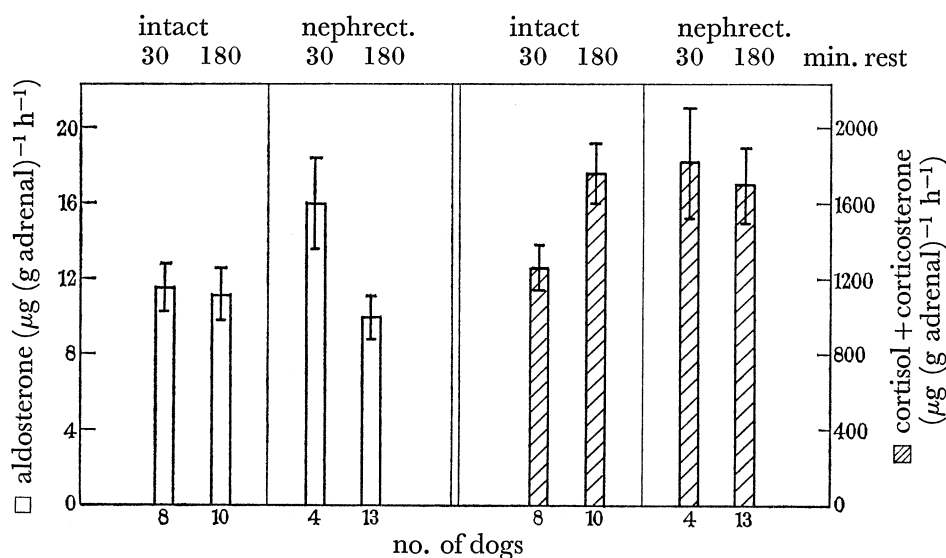 intact nephrect. intact nephrect.
30 180 30 180 30 180 30 180 min. rest
□ aldosterone (μg (g adrenal)⁻¹ h⁻¹)
20
16
12
8
4
0
2000
1600
1200
800
400
0
▨ cortisol + corticosterone
(μg (g adrenal)⁻¹ h⁻¹)
8 10 4 13 8 10 4 13
no. of dogs